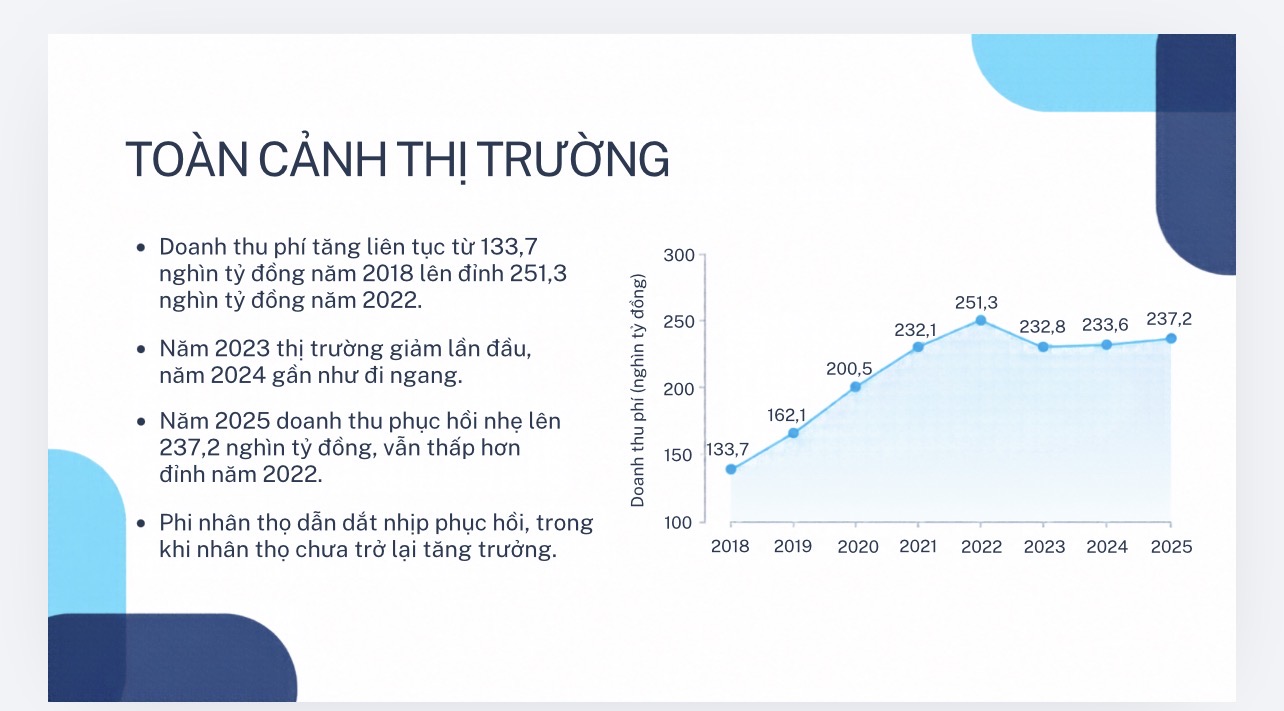 TOÀN CẢNH THỊ TRƯỜNG
• Doanh thu phí tăng liên tục từ 133,7
nghìn tỷ đồng năm 2018 lên đỉnh 251,3
nghìn tỷ đồng năm 2022.
• Năm 2023 thị trường giảm lần đầu,
năm 2024 gần như đi ngang.
• Năm 2025 doanh thu phục hồi nhẹ lên
237,2 nghìn tỷ đồng, vẫn thấp hơn
đỉnh năm 2022.
• Phi nhân thọ dẫn dắt nhịp phục hồi, trong
khi nhân thọ chưa trở lại tăng trưởng.
Doanh thu phí (nghìn tỷ đồng)
300
250
200
150
100
133,7
162,1
200,5
232,1
251,3
232,8
233,6
237,2
2018 2019 2020 2021 2022 2023 2024 2025